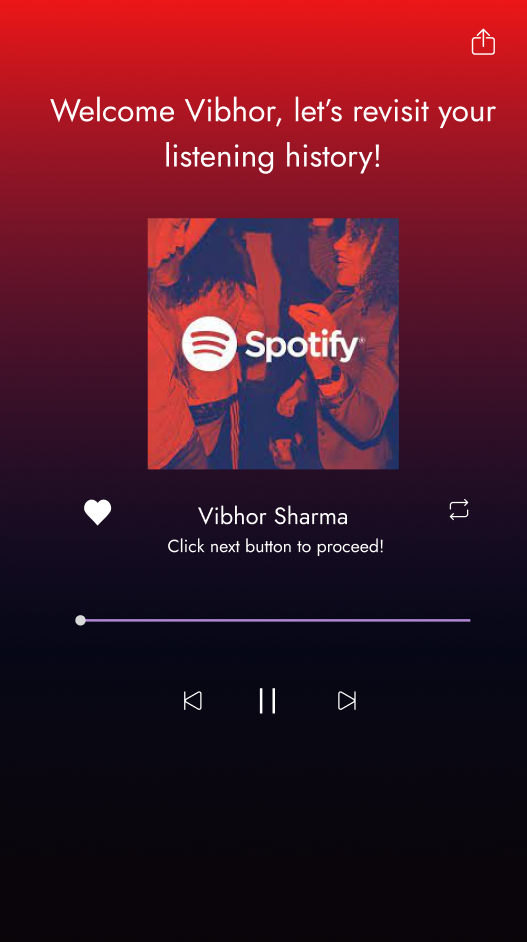 Welcome Vibhor, let's revisit your
listening history!
Spotify®
Vibhor Sharma
Click next button to proceed!